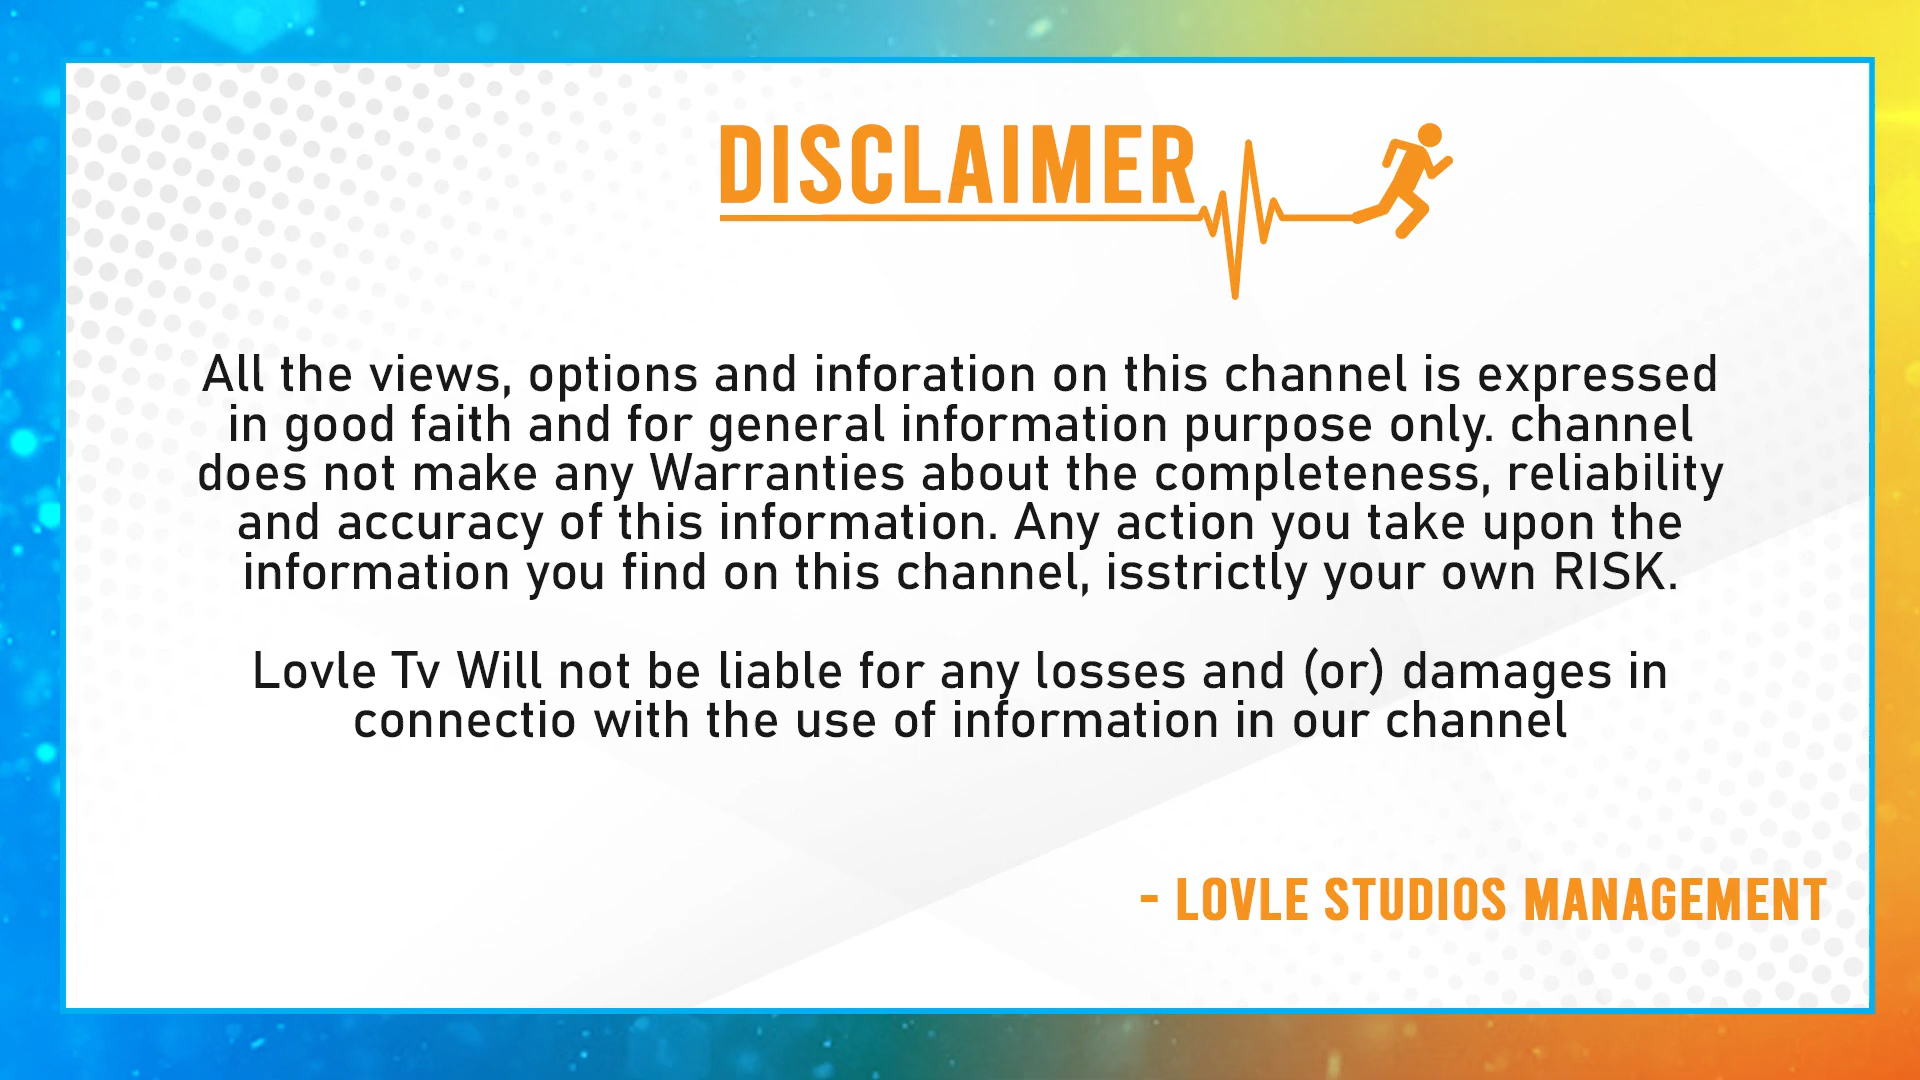 DISCLAIMER
All the views, options and inforation on this channel is expressed
in good faith and for general information purpose only. channel
does not make any Warranties about the completeness, reliability
and accuracy of this information. Any action you take upon the
information you find on this channel, isstrictly your own RISK.
Lovle Tv Will not be liable for any losses and (or) damages in
connectio with the use of information in our channel
- LOVLE STUDIOS MANAGEMENT